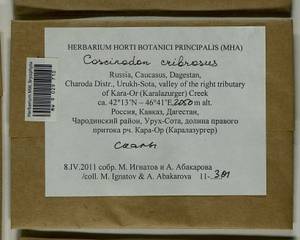 HERBARIUM HORTI BOTANICI PRINCIPALIS (MHA)
Coscinodon cribrosus
Russia, Caucasus, Dagestan,
Charoda Distr., Urukh-Sota, valley of the right tributary
of Kara-Or (Karalazurger) Creek
ca. 42°13'N – 46°41'E, 2050 m alt.
Россия, Кавказ, Дагестан,
Чародинский район, Урух-Сота, долина правого
притока рч. Кара-Ор (Каралазургер)
скалы
8.IV.2011 собр. М. Игнатов и А. Абакарова
/coll. M. Ignatov & A. Abakarova 11-301